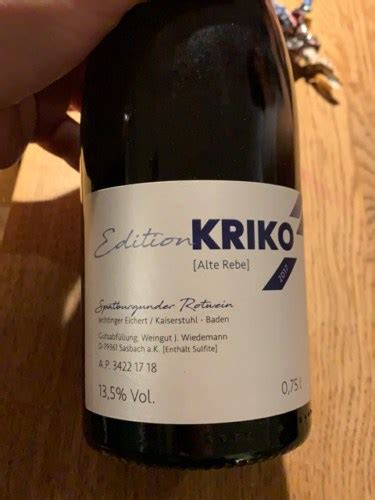 Edition KRIKO
[Alte Rebe]
2017
Spätburgunder Rotwein
Jechtinger Eichert / Kaiserstuhl - Baden
Gutsabfüllung: Weingut J. Wiedemann
D-79361 Sasbach a.K. [Enthält Sulfite]
A.P. 3422 17 18
13,5% Vol.
0,75 l